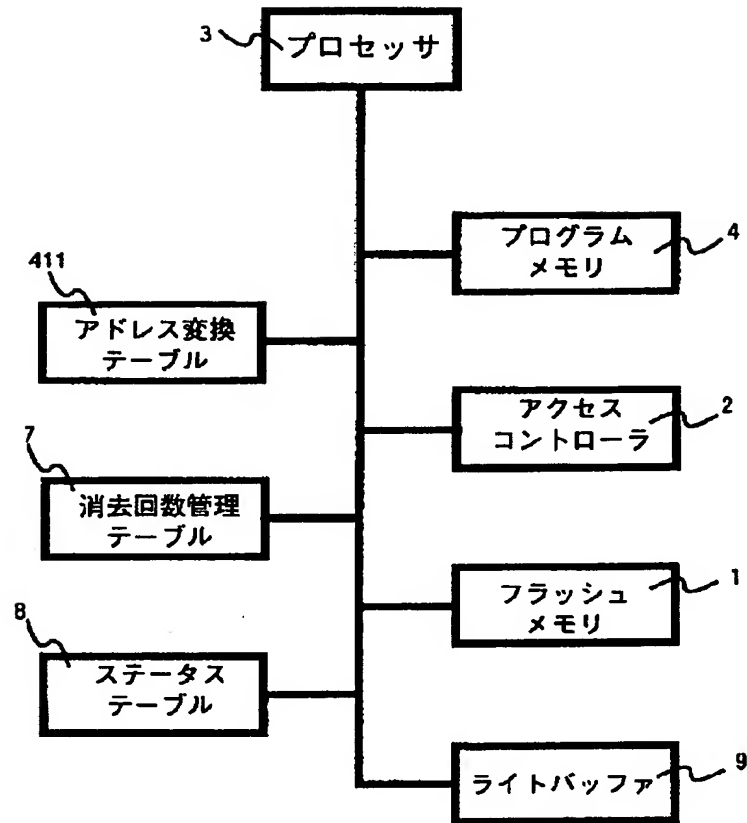 3
プロセッサ
プログラム
メモリ
4
411
アドレス変換
テーブル
アクセス
コントローラ
2
7
消去回数管理
テーブル
フラッシュ
メモリ
1
8
ステータス
テーブル
ライトバッファ
9